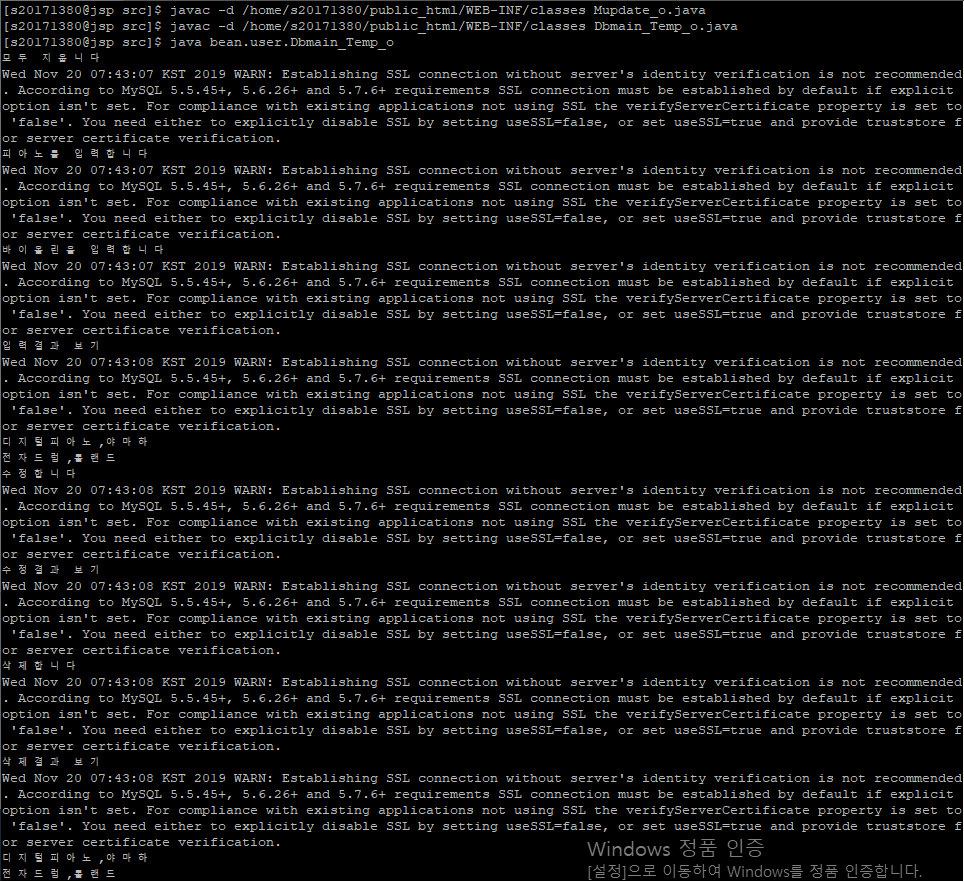 [s20171380@jsp src]$ javac -d /home/s20171380/public_html/WEB-INF/classes Mupdate_o.java
[s20171380@jsp src]$ javac -d /home/s20171380/public_html/WEB-INF/classes Dbmain_Temp_o.java
[s20171380@jsp src]$ java bean.user.Dbmain_Temp_o
모두 지웁니다
Wed Nov 20 07:43:07 KST 2019 WARN: Establishing SSL connection without server's identity verification is not recommended
. According to MySQL 5.5.45+, 5.6.26+ and 5.7.6+ requirements SSL connection must be established by default if explicit
option isn't set. For compliance with existing applications not using SSL the verifyServerCertificate property is set to
'false'. You need either to explicitly disable SSL by setting useSSL=false, or set useSSL=true and provide truststore f
or server certificate verification.
피아노를 입력합니다
Wed Nov 20 07:43:07 KST 2019 WARN: Establishing SSL connection without server's identity verification is not recommended
. According to MySQL 5.5.45+, 5.6.26+ and 5.7.6+ requirements SSL connection must be established by default if explicit
option isn't set. For compliance with existing applications not using SSL the verifyServerCertificate property is set to
'false'. You need either to explicitly disable SSL by setting useSSL=false, or set useSSL=true and provide truststore f
or server certificate verification.
바이올린을 입력합니다
Wed Nov 20 07:43:07 KST 2019 WARN: Establishing SSL connection without server's identity verification is not recommended
. According to MySQL 5.5.45+, 5.6.26+ and 5.7.6+ requirements SSL connection must be established by default if explicit
option isn't set. For compliance with existing applications not using SSL the verifyServerCertificate property is set to
'false'. You need either to explicitly disable SSL by setting useSSL=false, or set useSSL=true and provide truststore f
or server certificate verification.
입력결과 보기
Wed Nov 20 07:43:08 KST 2019 WARN: Establishing SSL connection without server's identity verification is not recommended
. According to MySQL 5.5.45+, 5.6.26+ and 5.7.6+ requirements SSL connection must be established by default if explicit
option isn't set. For compliance with existing applications not using SSL the verifyServerCertificate property is set to
'false'. You need either to explicitly disable SSL by setting useSSL=false, or set useSSL=true and provide truststore f
or server certificate verification.
디지털피아노,야마하
전자드럼,롤랜드
수정합니다
Wed Nov 20 07:43:08 KST 2019 WARN: Establishing SSL connection without server's identity verification is not recommended
. According to MySQL 5.5.45+, 5.6.26+ and 5.7.6+ requirements SSL connection must be established by default if explicit
option isn't set. For compliance with existing applications not using SSL the verifyServerCertificate property is set to
'false'. You need either to explicitly disable SSL by setting useSSL=false, or set useSSL=true and provide truststore f
or server certificate verification.
수정결과 보기
Wed Nov 20 07:43:08 KST 2019 WARN: Establishing SSL connection without server's identity verification is not recommended
. According to MySQL 5.5.45+, 5.6.26+ and 5.7.6+ requirements SSL connection must be established by default if explicit
option isn't set. For compliance with existing applications not using SSL the verifyServerCertificate property is set to
'false'. You need either to explicitly disable SSL by setting useSSL=false, or set useSSL=true and provide truststore f
or server certificate verification.
삭제합니다
Wed Nov 20 07:43:08 KST 2019 WARN: Establishing SSL connection without server's identity verification is not recommended
. According to MySQL 5.5.45+, 5.6.26+ and 5.7.6+ requirements SSL connection must be established by default if explicit
option isn't set. For compliance with existing applications not using SSL the verifyServerCertificate property is set to
'false'. You need either to explicitly disable SSL by setting useSSL=false, or set useSSL=true and provide truststore f
or server certificate verification.
삭제결과 보기
Wed Nov 20 07:43:08 KST 2019 WARN: Establishing SSL connection without server's identity verification is not recommended
. According to MySQL 5.5.45+, 5.6.26+ and 5.7.6+ requirements SSL connection must be established by default if explicit
option isn't set. For compliance with existing applications not using SSL the verifyServerCertificate property is set to
'false'. You need either to explicitly disable SSL by setting useSSL=false, or set useSSL=true and provide truststore f
or server certificate verification.
디지털피아노,야마하
전자드럼,롤랜드
Windows 정품 인증
[설정]으로 이동하여 Windows를 정품 인증합니다.